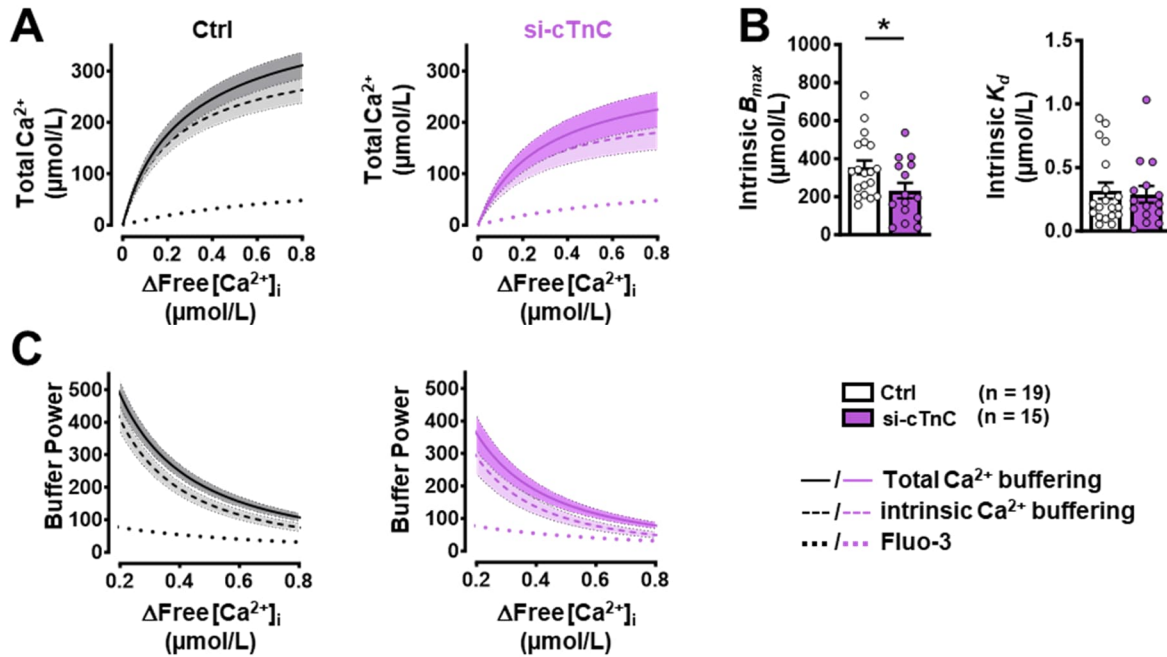 A
Ctrl
Total Ca²⁺
(µmol/L)
300
200
100
0
0 0.2 0.4 0.6 0.8
ΔFree[Ca²⁺]i
(µmol/L)
si-cTnC
Total Ca²⁺
(µmol/L)
300
200
100
0
0 0.2 0.4 0.6 0.8
ΔFree[Ca²⁺]i
(µmol/L)
B
*
Intrinsic Bmax
(µmol/L)
1000
800
600
400
200
0
Intrinsic Kd
(µmol/L)
1.5
1.0
0.5
0.0
C
Buffer Power
500
400
300
200
100
0
0.2 0.4 0.6 0.8
ΔFree[Ca²⁺]i
(µmol/L)
Buffer Power
500
400
300
200
100
0
0.2 0.4 0.6 0.8
ΔFree[Ca²⁺]i
(µmol/L)
Ctrl (n = 19)
si-cTnC (n = 15)
/ Total Ca²⁺ buffering
/ intrinsic Ca²⁺ buffering
/ Fluo-3